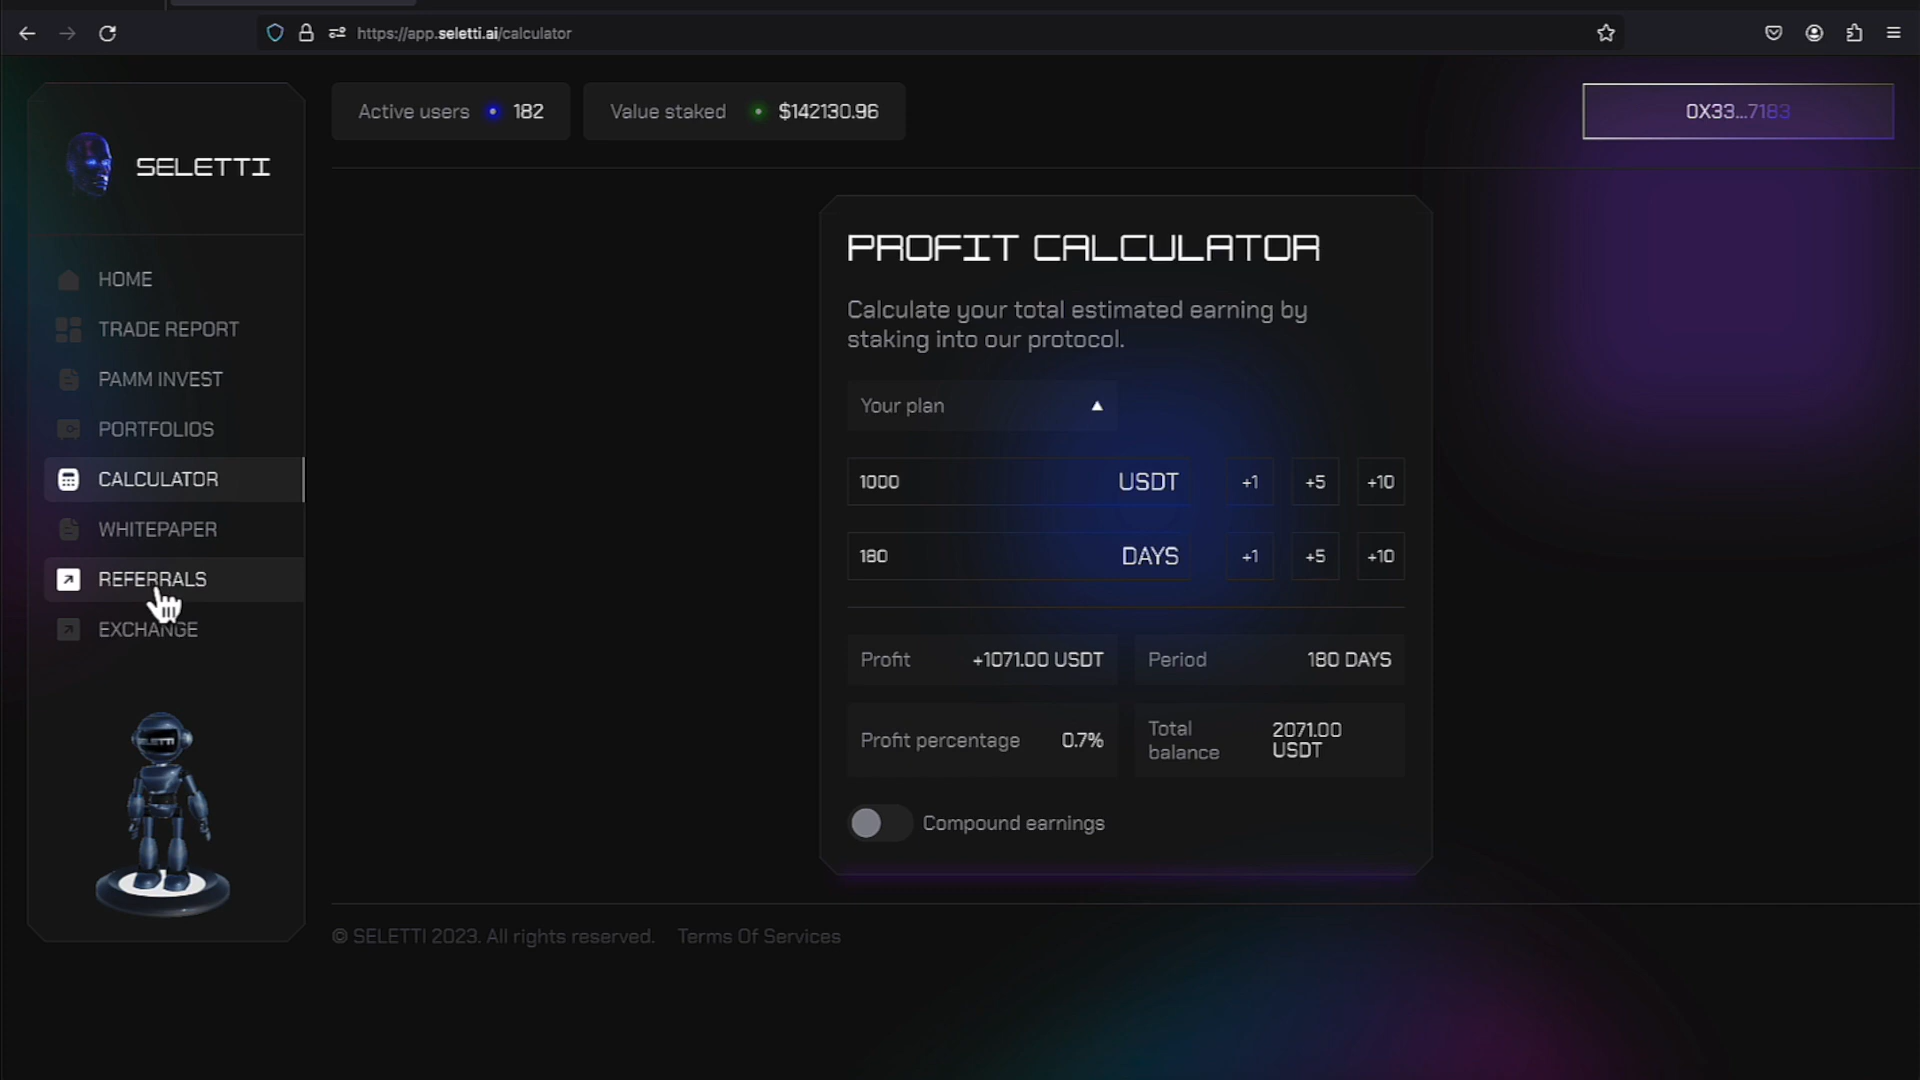 https://app.seletti.ai/calculator
Active users 182
Value staked $142130.96
0X33...7183
SELETTI
HOME
TRADE REPORT
PAMM INVEST
PORTFOLIOS
CALCULATOR
WHITEPAPER
REFERRALS
EXCHANGE
SELETTI
PROFIT CALCULATOR
Calculate your total estimated earning by
staking into our protocol.
Your plan
1000 USDT +1 +5 +10
180 DAYS +1 +5 +10
Profit +1071.00 USDT
Period 180 DAYS
Profit percentage 0.7%
Total
balance
2071.00
USDT
Compound earnings
© SELETTI 2023. All rights reserved. Terms Of Services